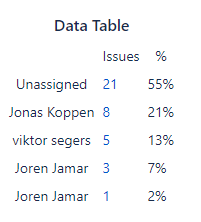 Data Table
Issues %
Unassigned 21 55%
Jonas Koppen 8 21%
viktor segers 5 13%
Joren Jamar 3 7%
Joren Jamar 1 2%